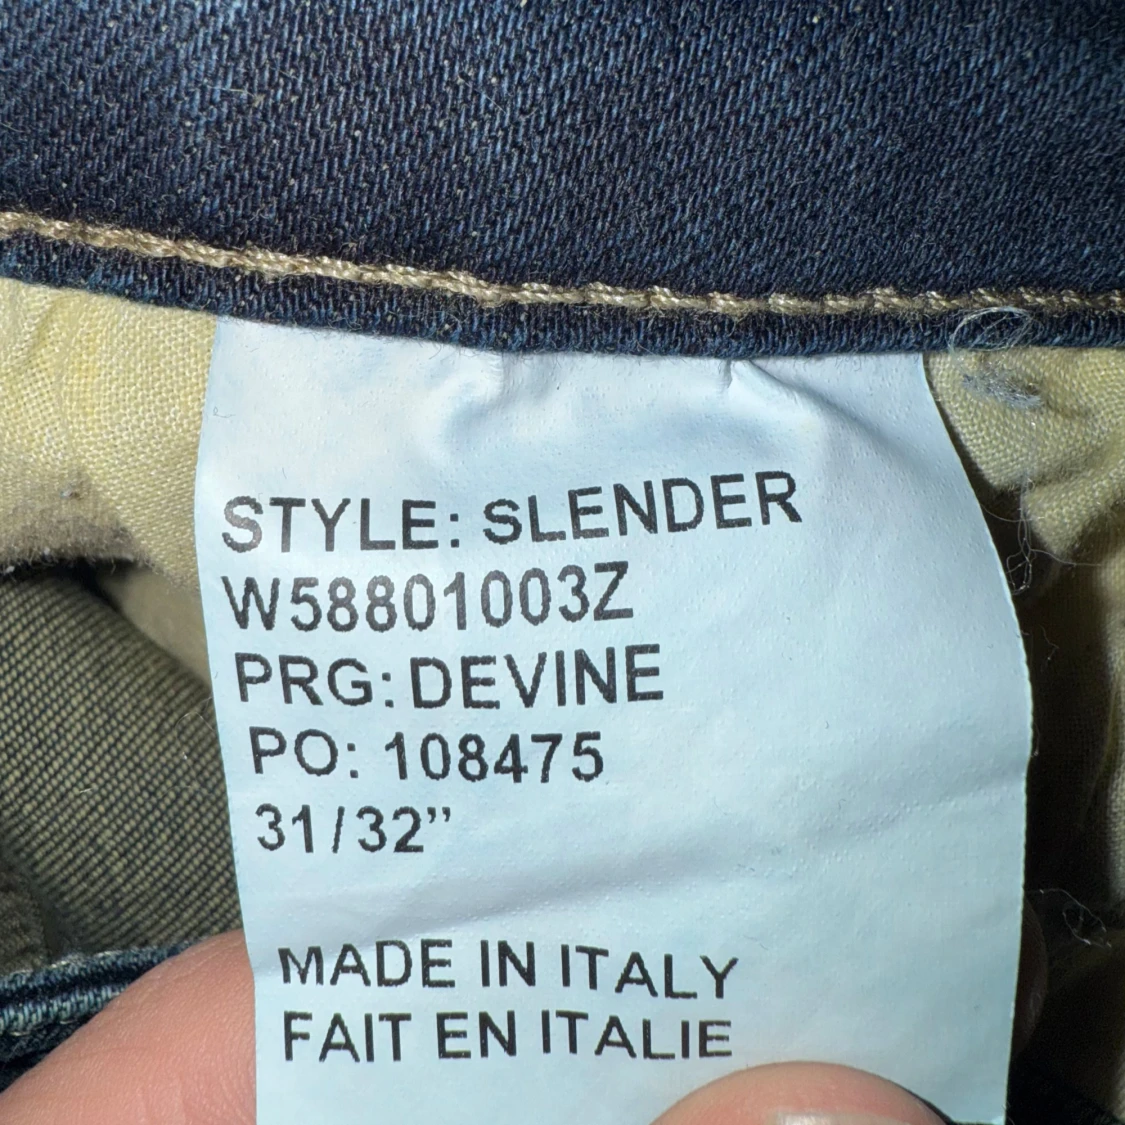 STYLE: SLENDER
W58801003Z
PRG: DEVINE
PO: 108475
31/32”
MADE IN ITALY
FAIT EN ITALIE